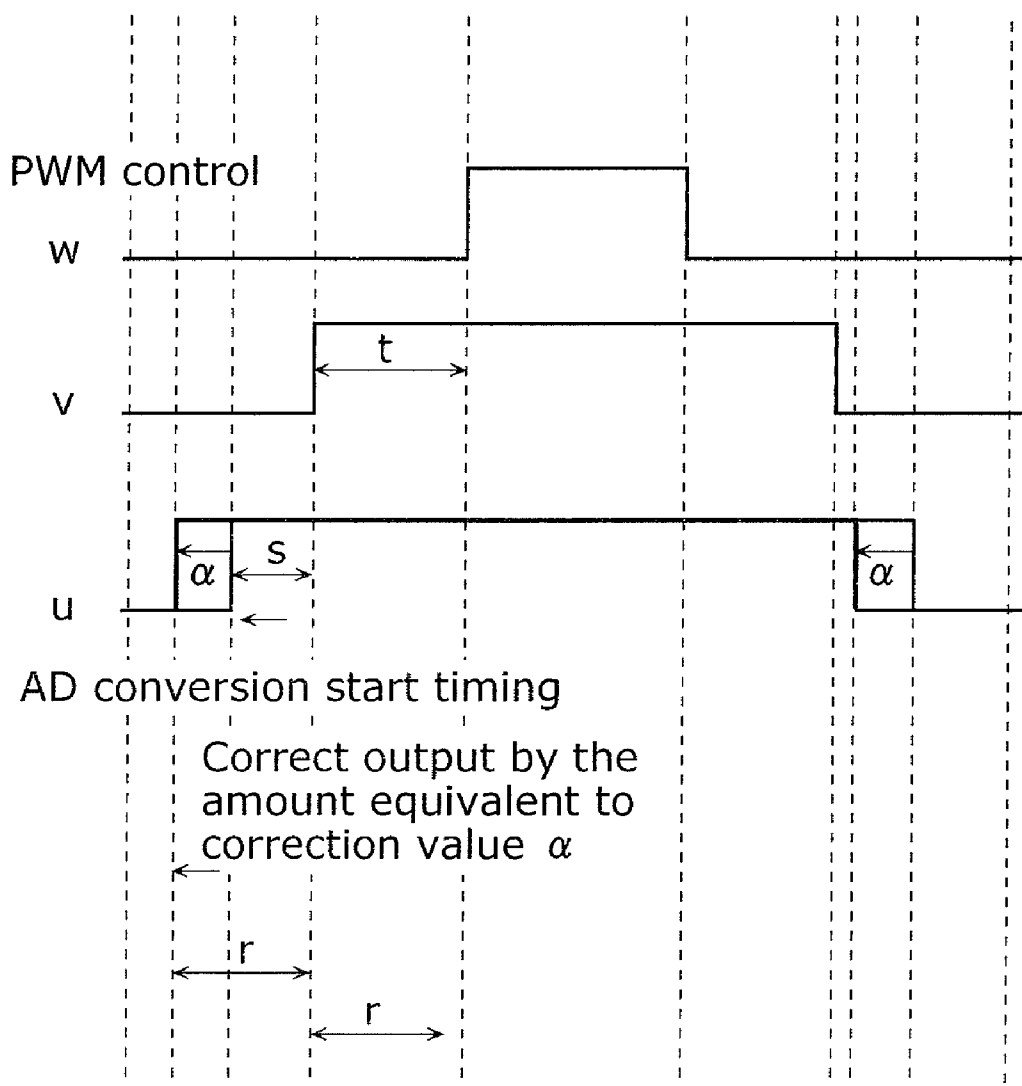 PWM control
w
t
v
α
s
α
u
AD conversion start timing
Correct output by the
amount equivalent to
correction value α
r
r